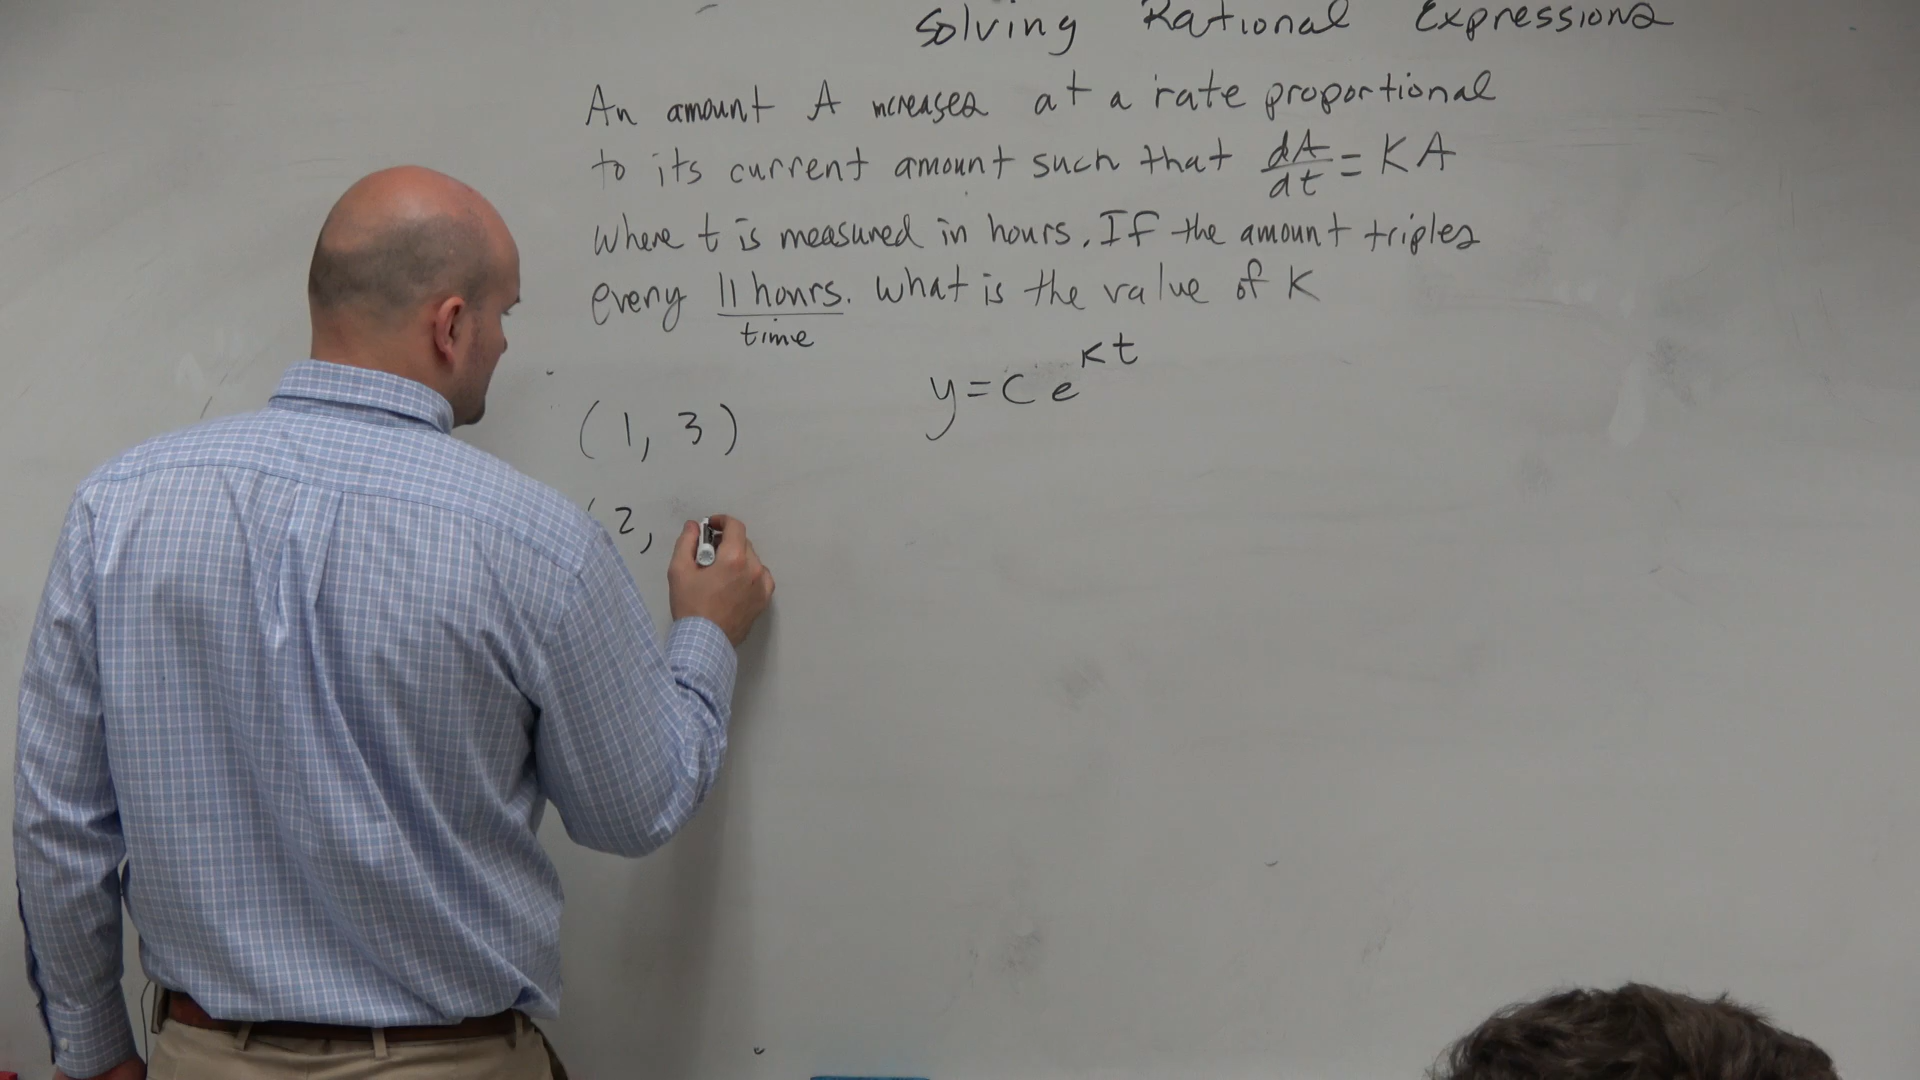 Solving Rational Expressions
An amount A increases at a rate proportional
to its current amount such that dA/dt = KA
where t is measured in hours. If the amount triples
every 11 hours. What is the value of K
time
y = C e^Kt
(1, 3)
(2,